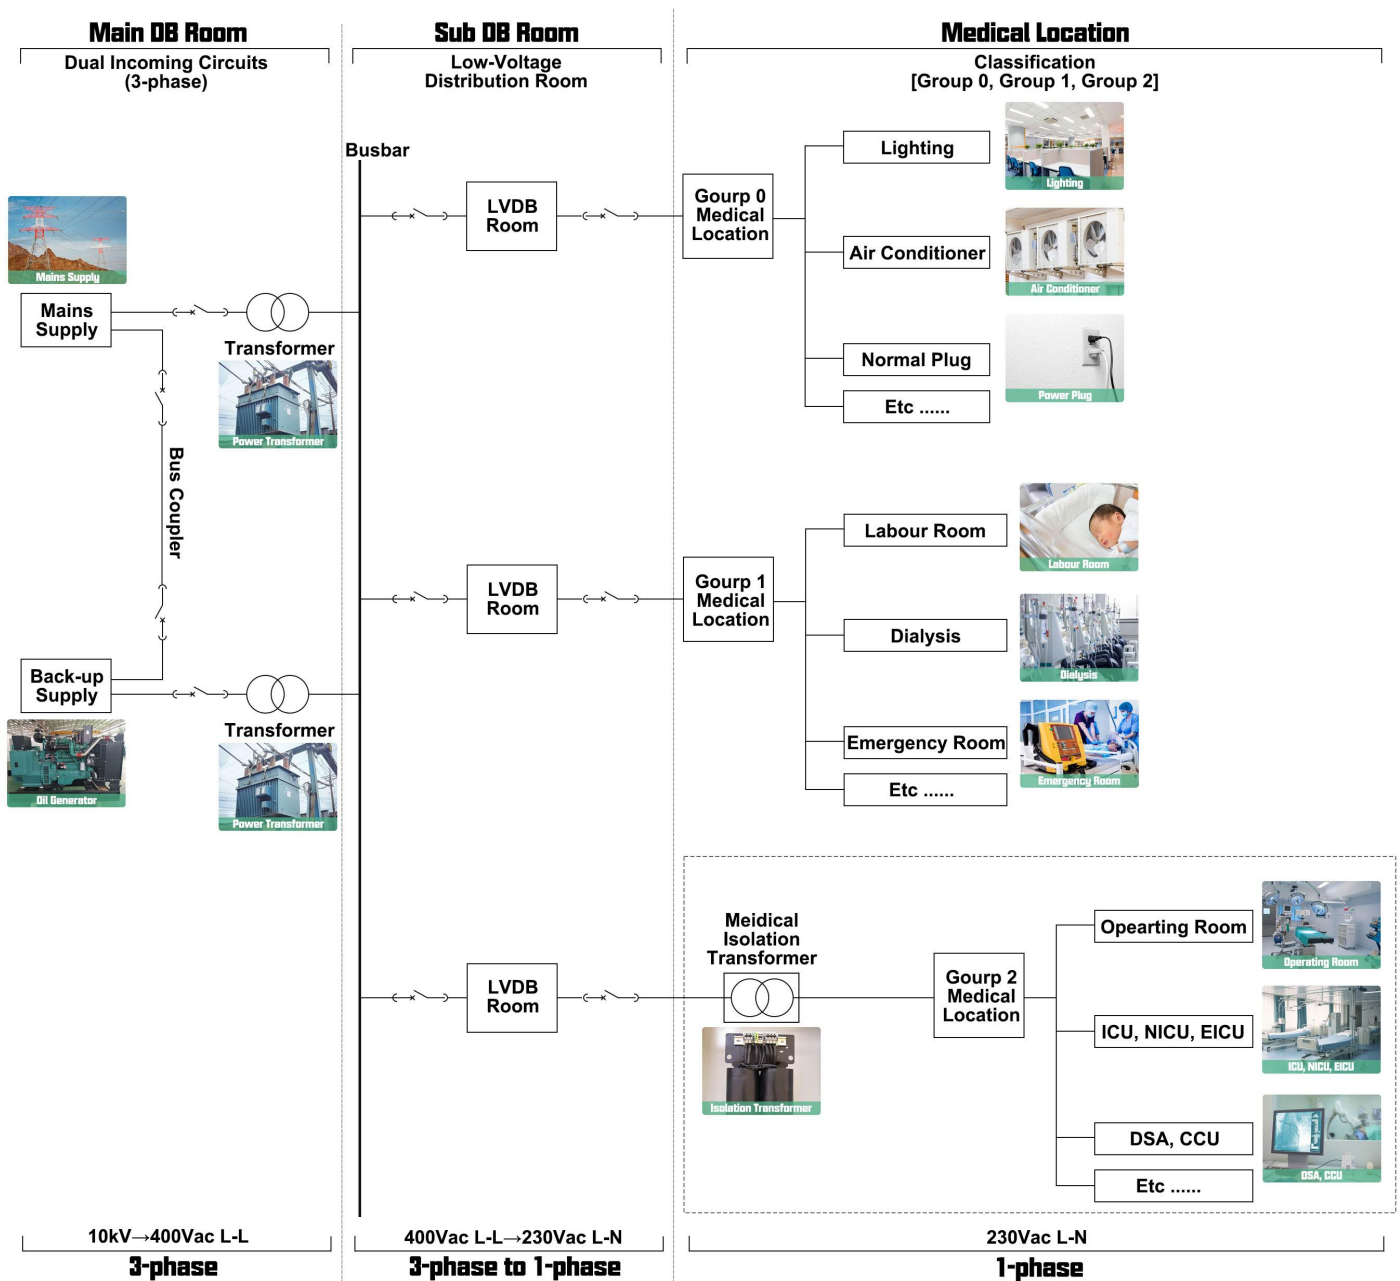 Main DB Room
Dual Incoming Circuits
(3-phase)
Sub DB Room
Low-Voltage
Distribution Room
Medical Location
Classification
[Group 0, Group 1, Group 2]
Busbar
Mains Supply
Mains
Supply
Transformer
Power Transformer
Bus Coupler
Back-up
Supply
Oil Generator
Transformer
Power Transformer
LVDB
Room
Gourp 0
Medical
Location
Lighting
Lighting
Air Conditioner
Air Conditioner
Normal Plug
Power Plug
Etc ......
LVDB
Room
Gourp 1
Medical
Location
Labour Room
Labour Room
Dialysis
Dialysis
Emergency Room
Emergency Room
Etc ......
LVDB
Room
Meidical
Isolation
Transformer
Isolation Transformer
Gourp 2
Medical
Location
Opearting Room
Operating Room
ICU, NICU, EICU
ICU, NICU, EICU
DSA, CCU
DSA, CCU
Etc ......
10kV→400Vac L-L
3-phase
400Vac L-L→230Vac L-N
3-phase to 1-phase
230Vac L-N
1-phase